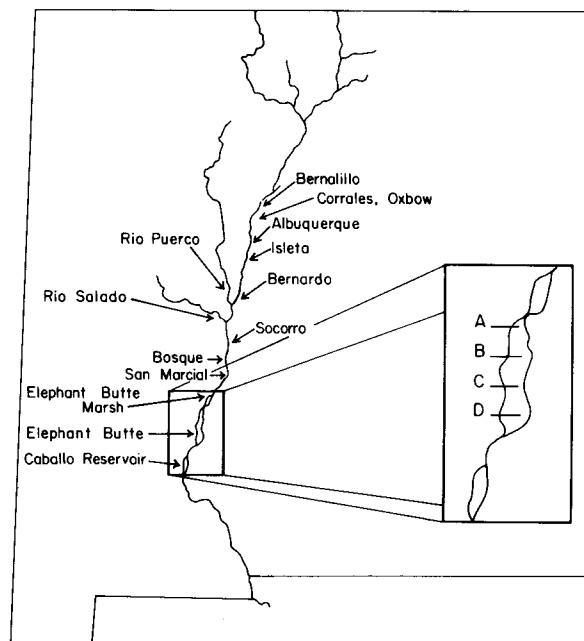 Bernalillo
Corrales, Oxbow
Albuquerque
Isleta
Rio Puerco
Bernardo
Rio Salado
Socorro
Bosque
San Marcial
Elephant Butte
Marsh
Elephant Butte
Caballo Reservoir
A
B
C
D